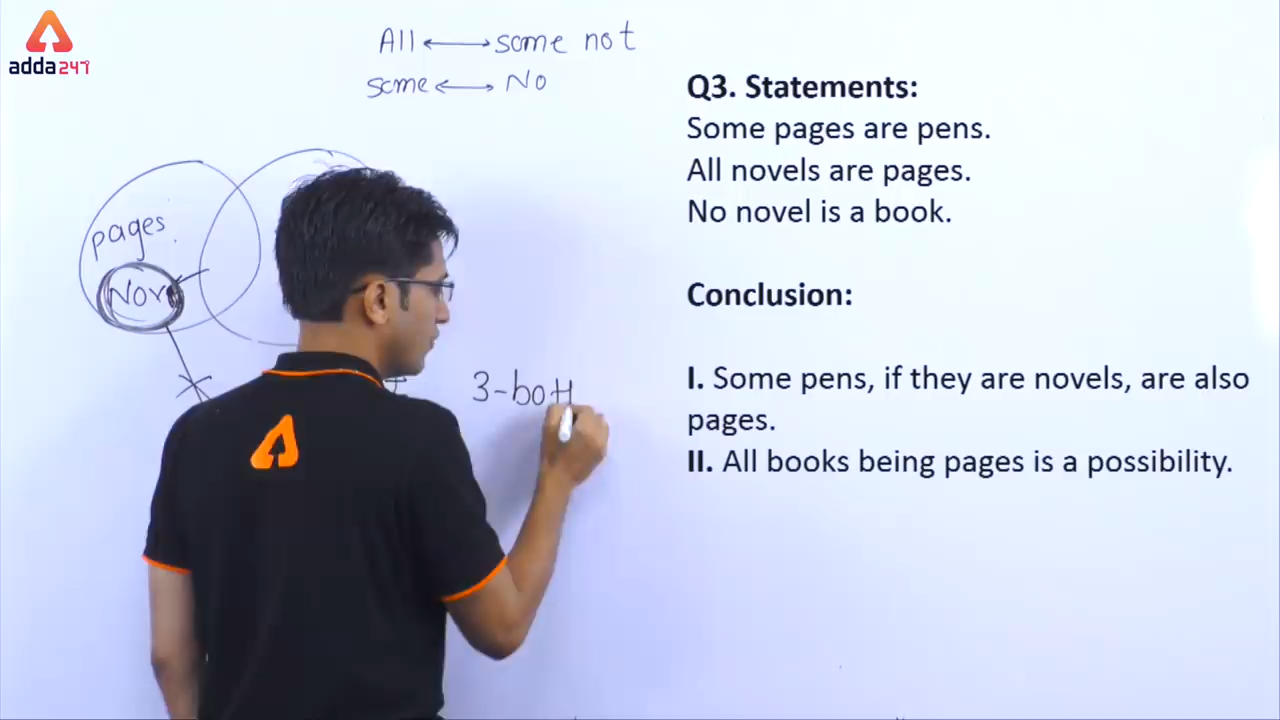 adda247
All ↔ some not
some ↔ No
Q3. Statements:
Some pages are pens.
All novels are pages.
No novel is a book.
Conclusion:
I. Some pens, if they are novels, are also
pages.
II. All books being pages is a possibility.
pages
Nov
3-bot